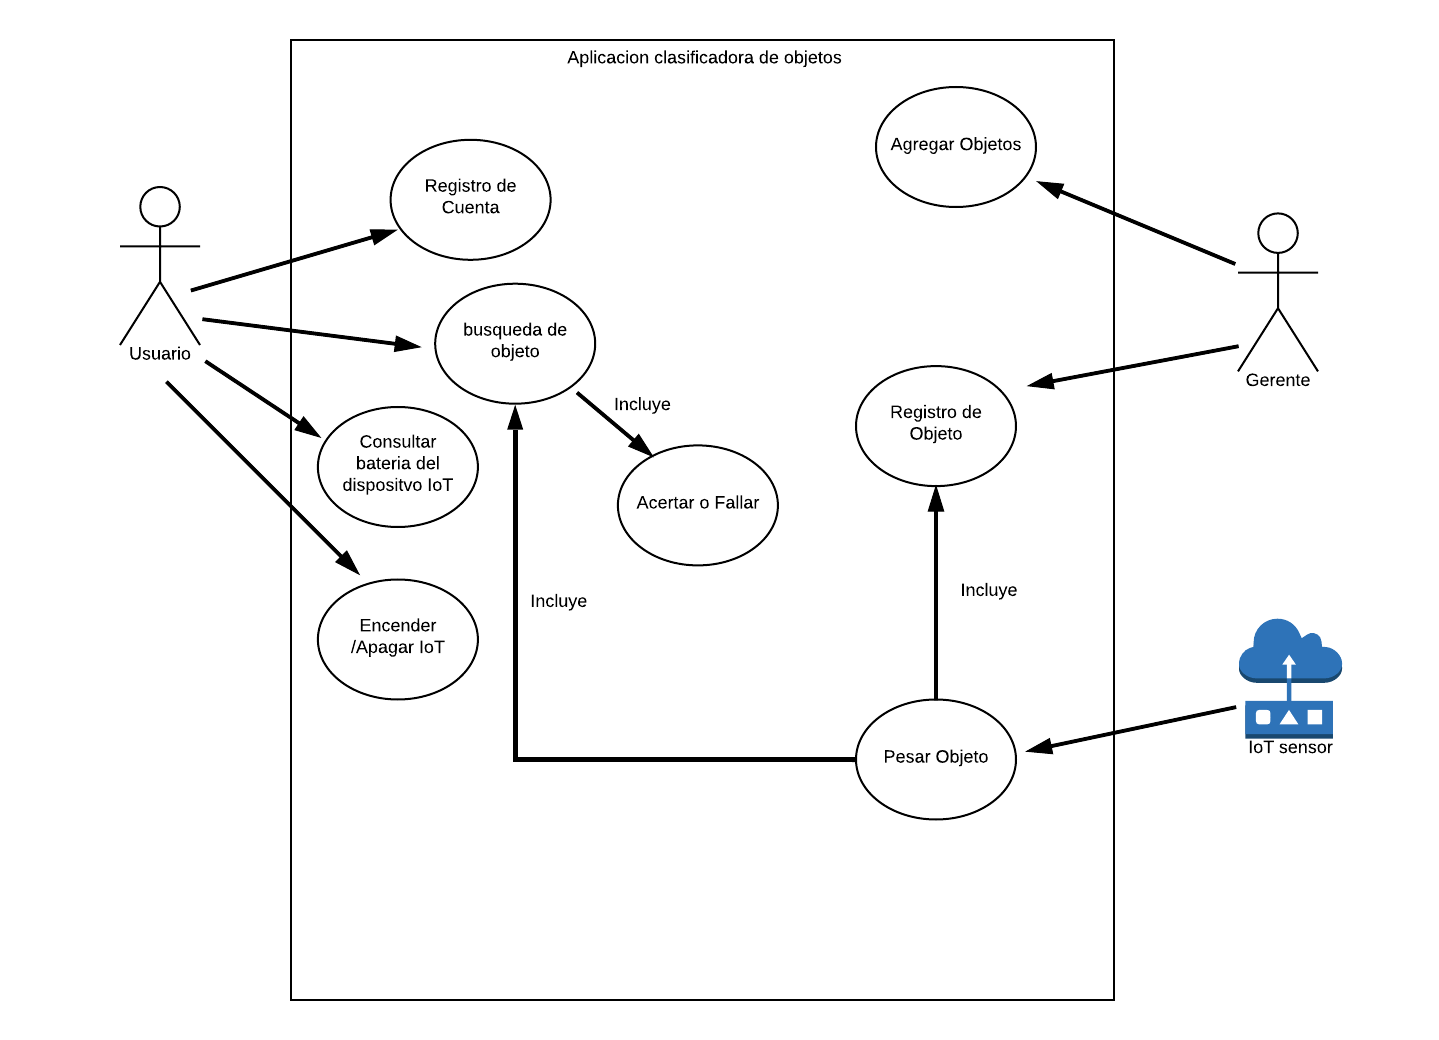 Aplicacion clasificadora de objetos
Agregar Objetos
Registro de
Cuenta
busqueda de
objeto
Usuario
Gerente
Incluye
Registro de
Objeto
Consultar
bateria del
dispositvo IoT
Acertar o Fallar
Incluye
Incluye
Encender
/Apagar IoT
Pesar Objeto
IoT sensor